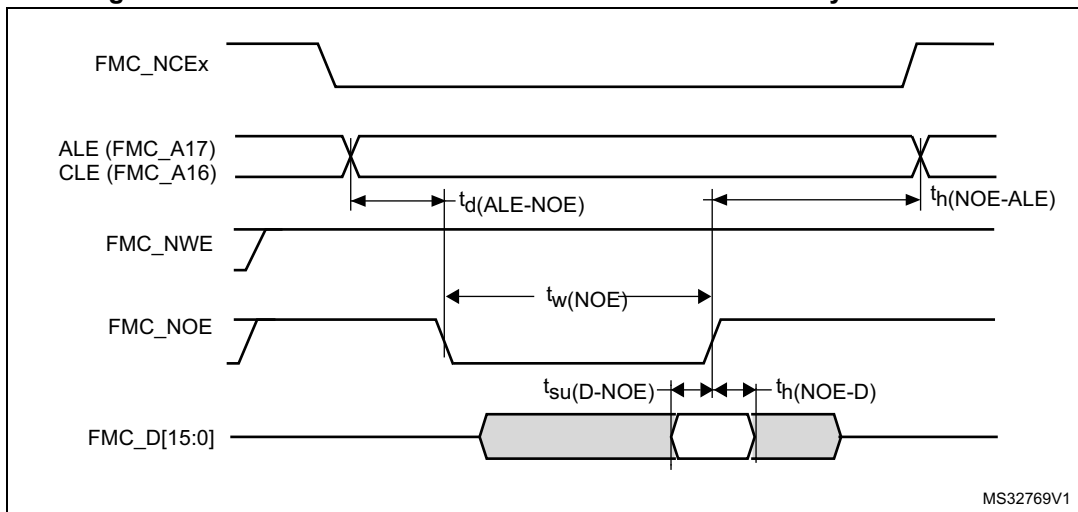 FMC_NCEx
ALE (FMC_A17)
CLE (FMC_A16)
td(ALE-NOE)
th(NOE-ALE)
FMC_NWE
tw(NOE)
FMC_NOE
tsu(D-NOE)
th(NOE-D)
FMC_D[15:0]
MS32769V1